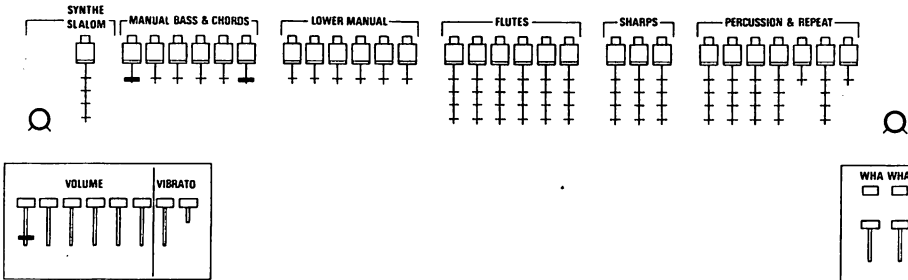 SYNTHE
SLALOM
MANUAL BASS & CHORDS
LOWER MANUAL
FLUTES
SHARPS
PERCUSSION & REPEAT
VOLUME
VIBRATO
WHA WHA